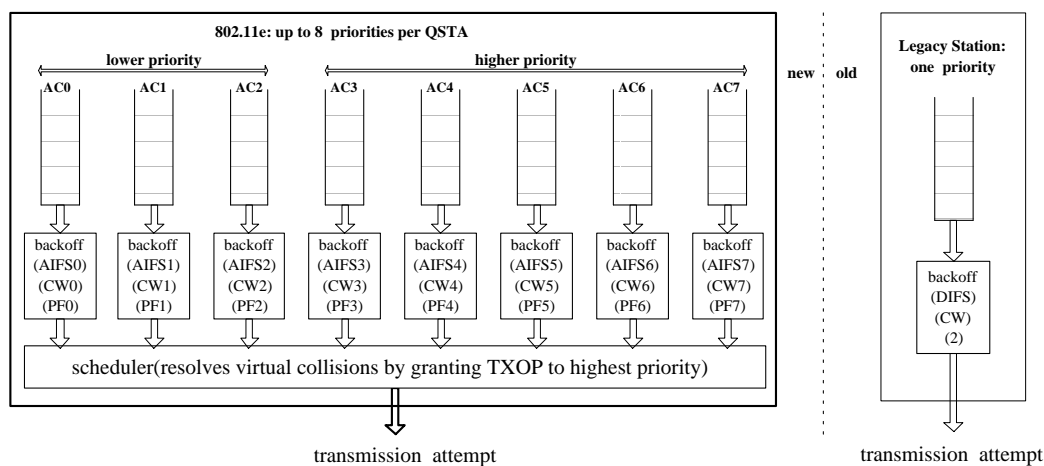 802.11e: up to 8 priorities per QSTA
lower priority
higher priority
AC0 AC1 AC2 AC3 AC4 AC5 AC6 AC7
new old
Legacy Station:
one priority
backoff backoff backoff backoff backoff backoff backoff backoff
(AIFS0) (AIFS1) (AIFS2) (AIFS3) (AIFS4) (AIFS5) (AIFS6) (AIFS7)
(CW0) (CW1) (CW2) (CW3) (CW4) (CW5) (CW6) (CW7)
(PF0) (PF1) (PF2) (PF3) (PF4) (PF5) (PF6) (PF7)
backoff
(DIFS)
(CW)
(2)
scheduler(resolves virtual collisions by granting TXOP to highest priority)
transmission attempt
transmission attempt